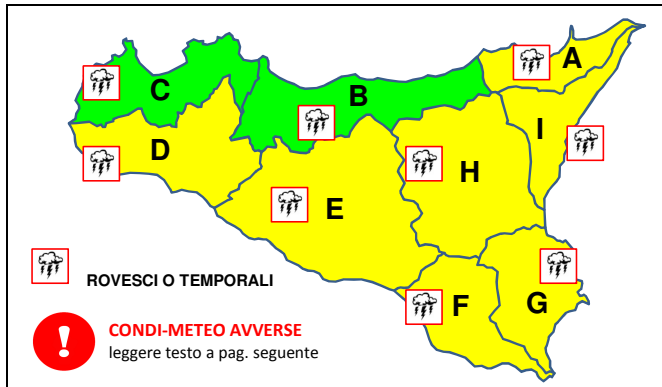 A
C
B
I
D
H
E
ROVESCI O TEMPORALI
F
G
CONDI-METEO AVVERSE
leggere testo a pag. seguente